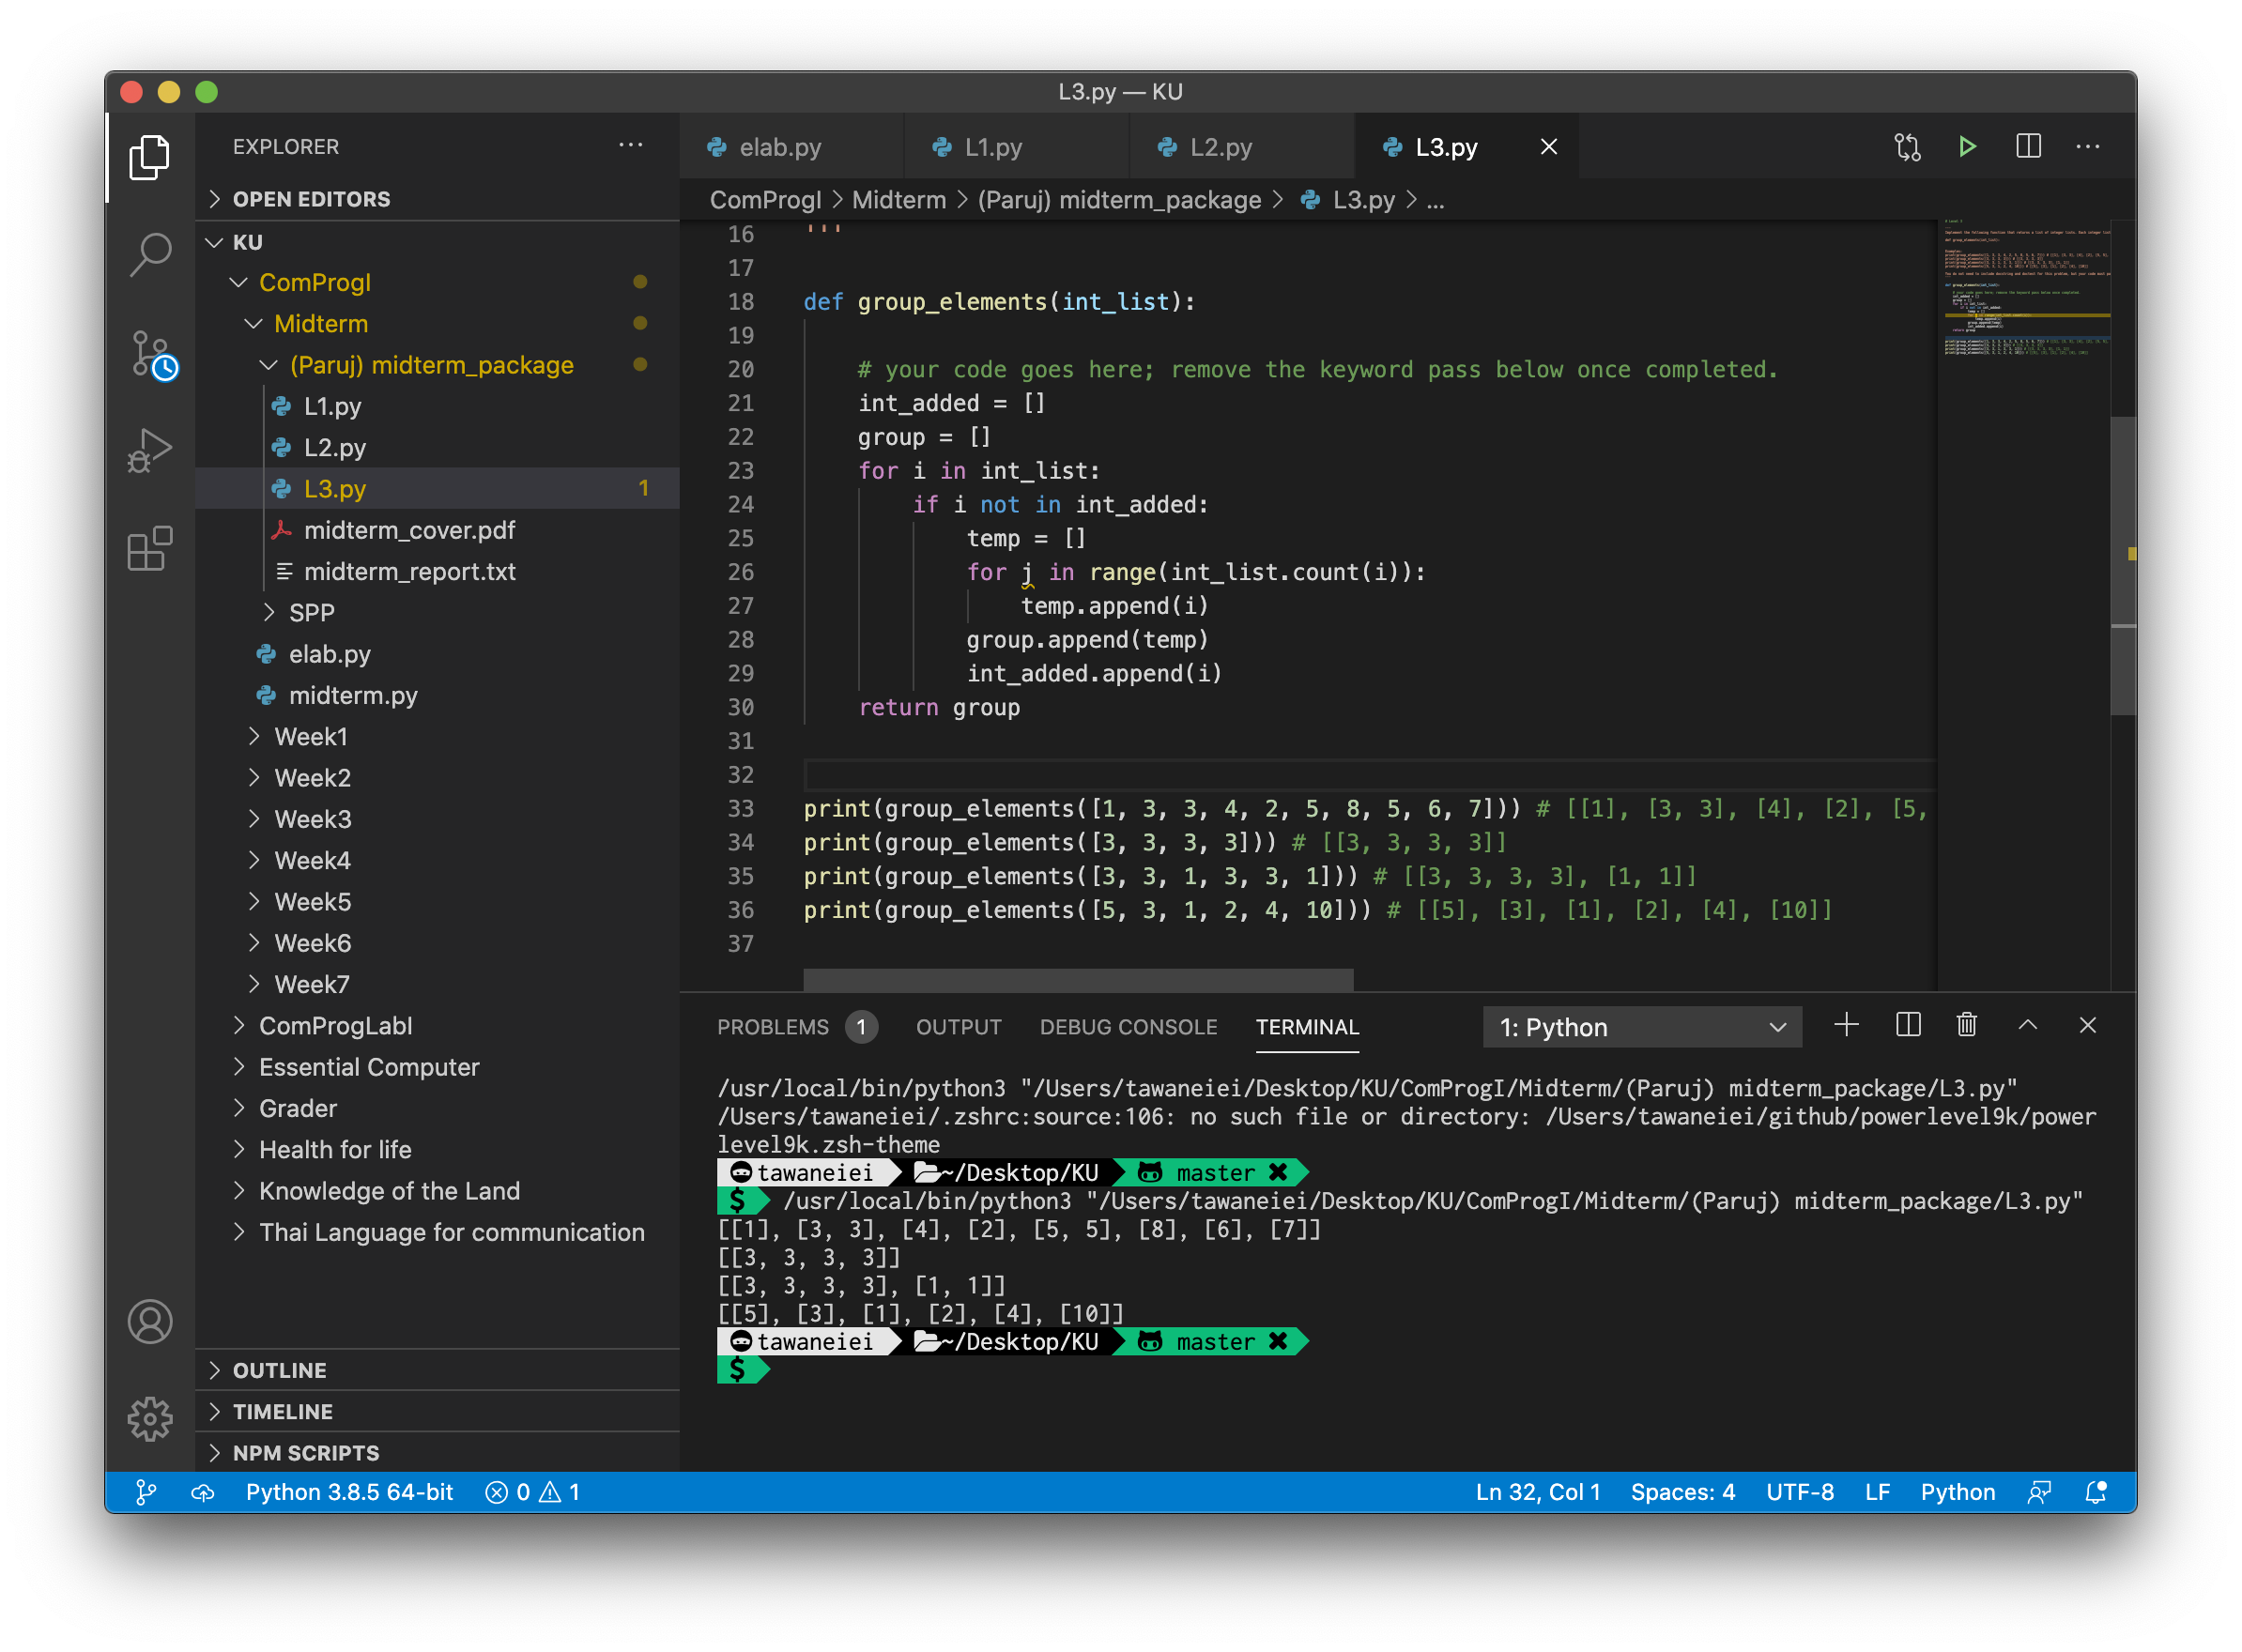 L3.py — KU
EXPLORER
OPEN EDITORS
KU
ComProgI
Midterm
(Paruj) midterm_package
L1.py
L2.py
L3.py 1
midterm_cover.pdf
midterm_report.txt
SPP
elab.py
midterm.py
Week1
Week2
Week3
Week4
Week5
Week6
Week7
ComProgLabI
Essential Computer
Grader
Health for life
Knowledge of the Land
Thai Language for communication
OUTLINE
TIMELINE
NPM SCRIPTS
elab.py L1.py L2.py L3.py
ComProgI > Midterm > (Paruj) midterm_package > L3.py > ...
16 '''
17
18 def group_elements(int_list):
19
20 # your code goes here; remove the keyword pass below once completed.
21 int_added = []
22 group = []
23 for i in int_list:
24 if i not in int_added:
25 temp = []
26 for j in range(int_list.count(i)):
27 temp.append(i)
28 group.append(temp)
29 int_added.append(i)
30 return group
31
32
33 print(group_elements([1, 3, 3, 4, 2, 5, 8, 5, 6, 7])) # [[1], [3, 3], [4], [2], [5,
34 print(group_elements([3, 3, 3, 3])) # [[3, 3, 3, 3]]
35 print(group_elements([3, 3, 1, 3, 3, 1])) # [[3, 3, 3, 3], [1, 1]]
36 print(group_elements([5, 3, 1, 2, 4, 10])) # [[5], [3], [1], [2], [4], [10]]
37
PROBLEMS 1 OUTPUT DEBUG CONSOLE TERMINAL 1: Python
/usr/local/bin/python3 "/Users/tawaneiei/Desktop/KU/ComProgI/Midterm/(Paruj) midterm_package/L3.py"
/Users/tawaneiei/.zshrc:source:106: no such file or directory: /Users/tawaneiei/github/powerlevel9k/power
level9k.zsh-theme
tawaneiei ~/Desktop/KU master ✖
$ /usr/local/bin/python3 "/Users/tawaneiei/Desktop/KU/ComProgI/Midterm/(Paruj) midterm_package/L3.py"
[[1], [3, 3], [4], [2], [5, 5], [8], [6], [7]]
[[3, 3, 3, 3]]
[[3, 3, 3, 3], [1, 1]]
[[5], [3], [1], [2], [4], [10]]
tawaneiei ~/Desktop/KU master ✖
$
Python 3.8.5 64-bit 0 1 Ln 32, Col 1 Spaces: 4 UTF-8 LF Python